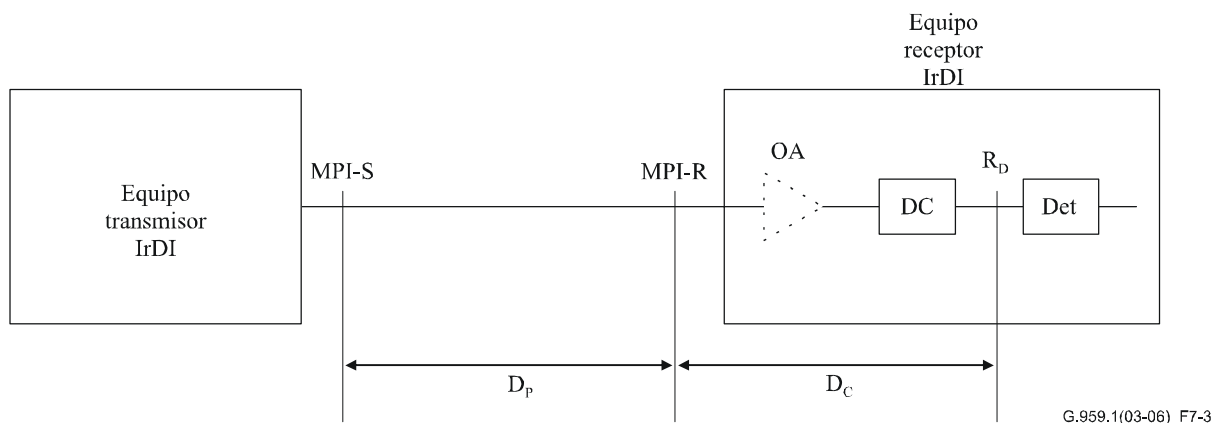 Equipo
receptor
IrDI
Equipo
transmisor
IrDI
MPI-S
MPI-R
OA
DC
R_D
Det
D_P
D_C
G.959.1(03-06)_F7-3